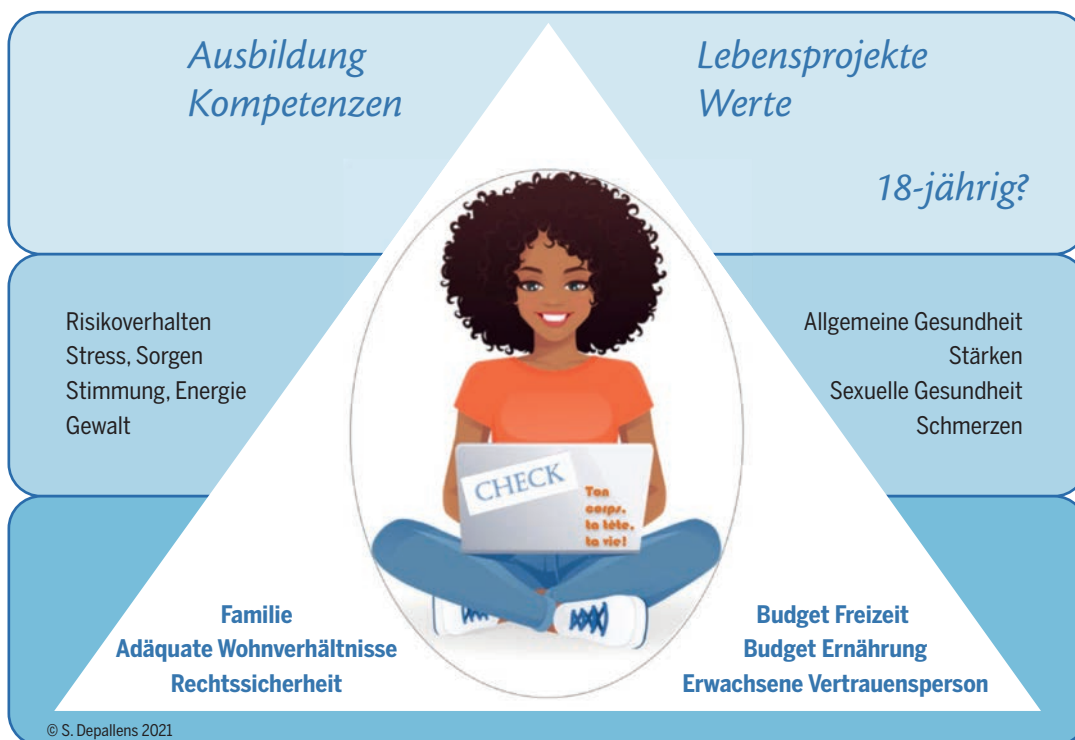 Ausbildung
Kompetenzen
Lebensprojekte
Werte
18-jährig?
Risikoverhalten
Stress, Sorgen
Stimmung, Energie
Gewalt
Allgemeine Gesundheit
Stärken
Sexuelle Gesundheit
Schmerzen
CHECK
Ton
corps,
ta tête,
ta vie!
Familie
Adäquate Wohnverhältnisse
Rechtssicherheit
Budget Freizeit
Budget Ernährung
Erwachsene Vertrauensperson
© S. Depallens 2021